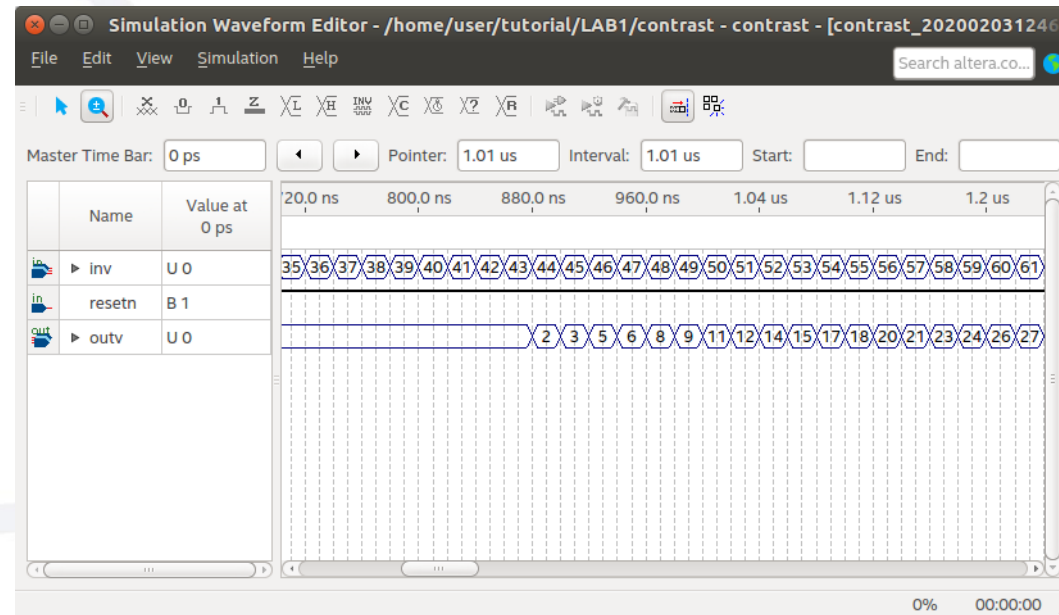 Simulation Waveform Editor - /home/user/tutorial/LAB1/contrast - contrast - [contrast_202002031246
File Edit View Simulation Help
Search altera.co...
Master Time Bar: 0 ps Pointer: 1.01 us Interval: 1.01 us Start: End:
Name
Value at
0 ps
'20.0 ns 800.0 ns 880.0 ns 960.0 ns 1.04 us 1.12 us 1.2 us
in inv U 0 35 36 37 38 39 40 41 42 43 44 45 46 47 48 49 50 51 52 53 54 55 56 57 58 59 60 61
in resetn B 1
out outv U 0 2 3 5 6 8 9 11 12 14 15 17 18 20 21 23 24 26 27
0% 00:00:00